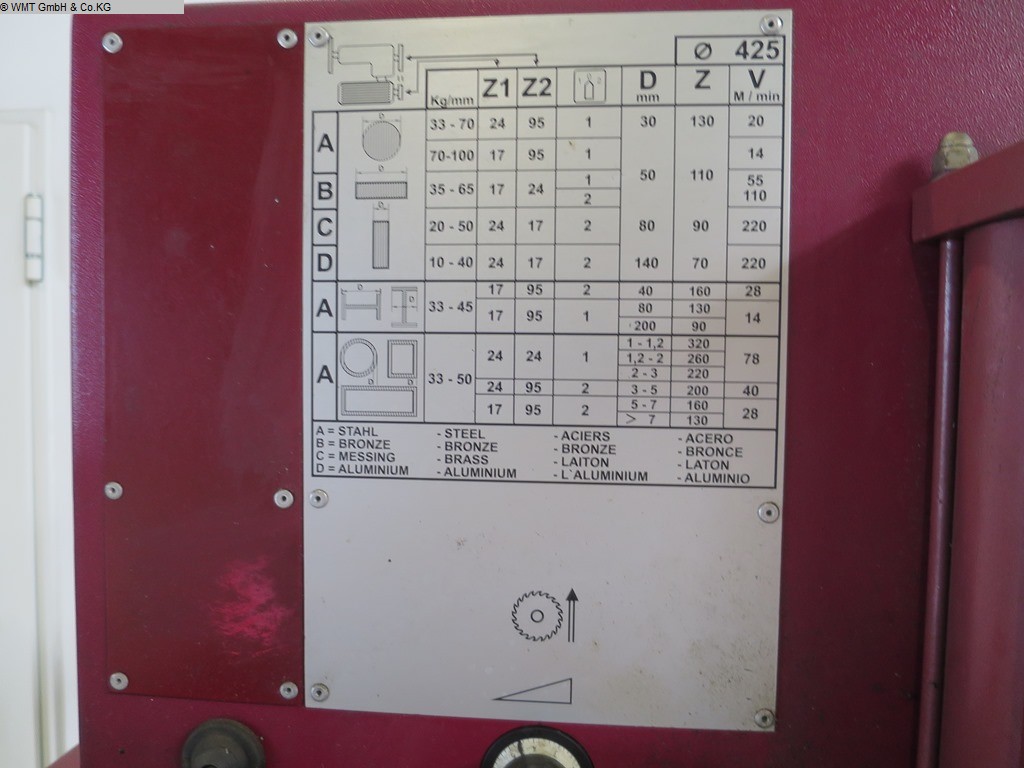 © WMT GmbH & Co.KG
Ø 425
Kg/mm Z1 Z2 1 2 D mm Z V M / min
A D 33 - 70 24 95 1 30 130 20
70-100 17 95 1 14
50 110
B D 35 - 65 17 24 1 55
2 110
C D 20 - 50 24 17 2 80 90 220
D 10 - 40 24 17 2 140 70 220
A D D 33 - 45 17 95 2 40 160 28
17 95 1 80 130 14
200 90
A D D D 33 - 50 24 24 1 1 - 1,2 320 78
1,2 - 2 260
2 - 3 220
24 95 2 3 - 5 200 40
17 95 2 5 - 7 160 28
> 7 130
A = STAHL - STEEL - ACIERS - ACERO
B = BRONZE - BRONZE - BRONZE - BRONCE
C = MESSING - BRASS - LAITON - LATON
D = ALUMINIUM - ALUMINIUM - L`ALUMINIUM - ALUMINIO